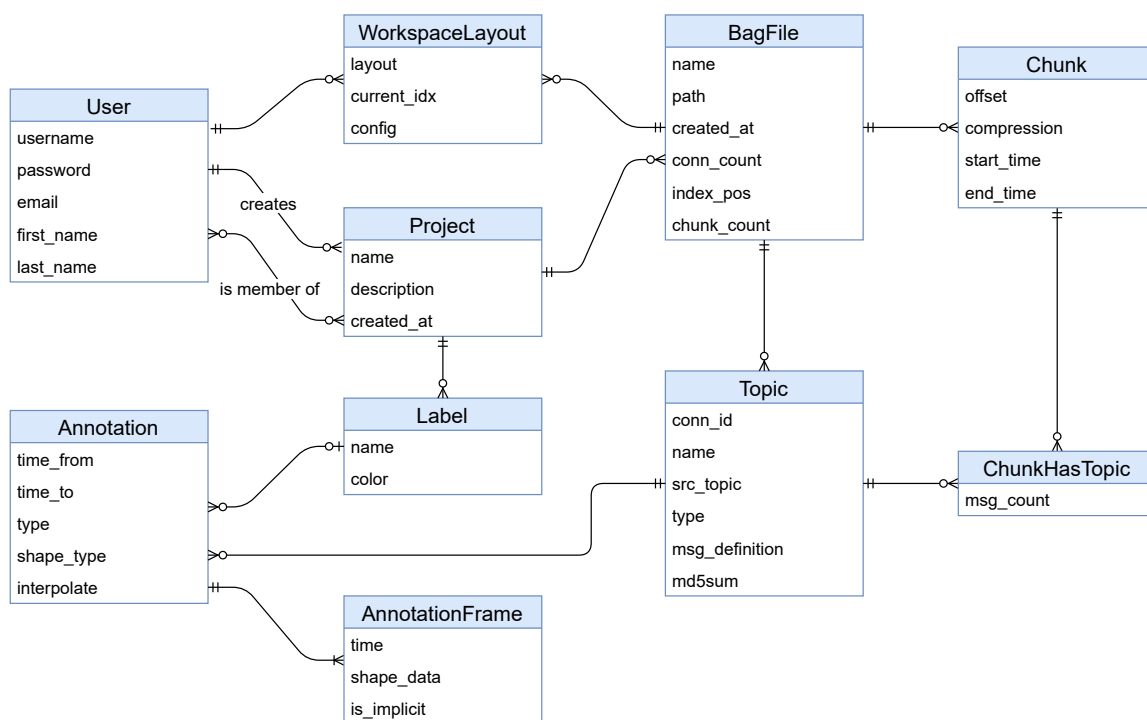 WorkspaceLayout
layout
current_idx
config
BagFile
name
path
created_at
conn_count
index_pos
chunk_count
Chunk
offset
compression
start_time
end_time
User
username
password
email
first_name
last_name
creates
is member of
Project
name
description
created_at
Label
name
color
Topic
conn_id
name
src_topic
type
msg_definition
md5sum
ChunkHasTopic
msg_count
Annotation
time_from
time_to
type
shape_type
interpolate
AnnotationFrame
time
shape_data
is_implicit